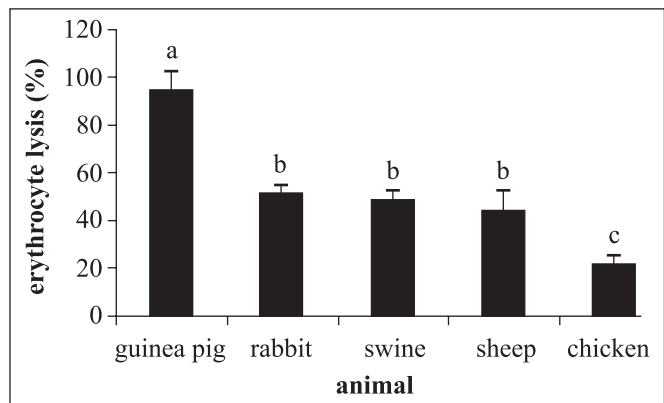 erythrocyte lysis (%)
120
100
80
60
40
20
0
a
b
b
b
c
guinea pig
rabbit
swine
sheep
chicken
animal